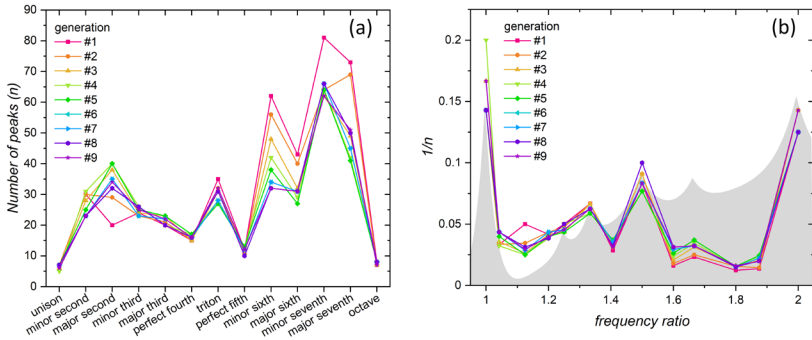 (a)
Number of peaks (n)
90
80
70
60
50
40
30
20
10
0
generation
#1
#2
#3
#4
#5
#6
#7
#8
#9
unison
minor second
major second
minor third
major third
perfect fourth
triton
perfect fifth
minor sixth
major sixth
minor seventh
major seventh
octave
(b)
1/n
0.2
0.15
0.1
0.05
0
generation
#1
#2
#3
#4
#5
#6
#7
#8
#9
1
1.2
1.4
1.6
1.8
2
frequency ratio